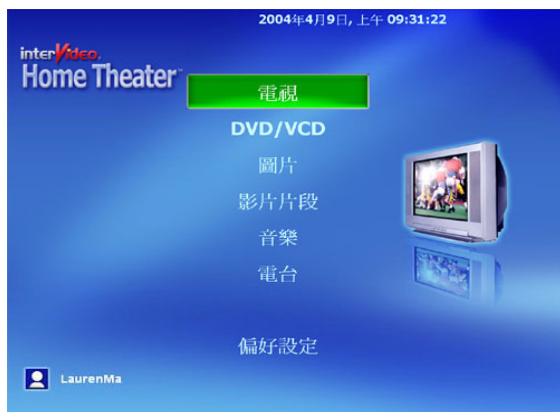 2004年4月9日, 上午 09:31:22
interVideo.
Home Theater
電視
DVD/VCD
圖片
影片片段
音樂
電台
偏好設定
LaurenMa